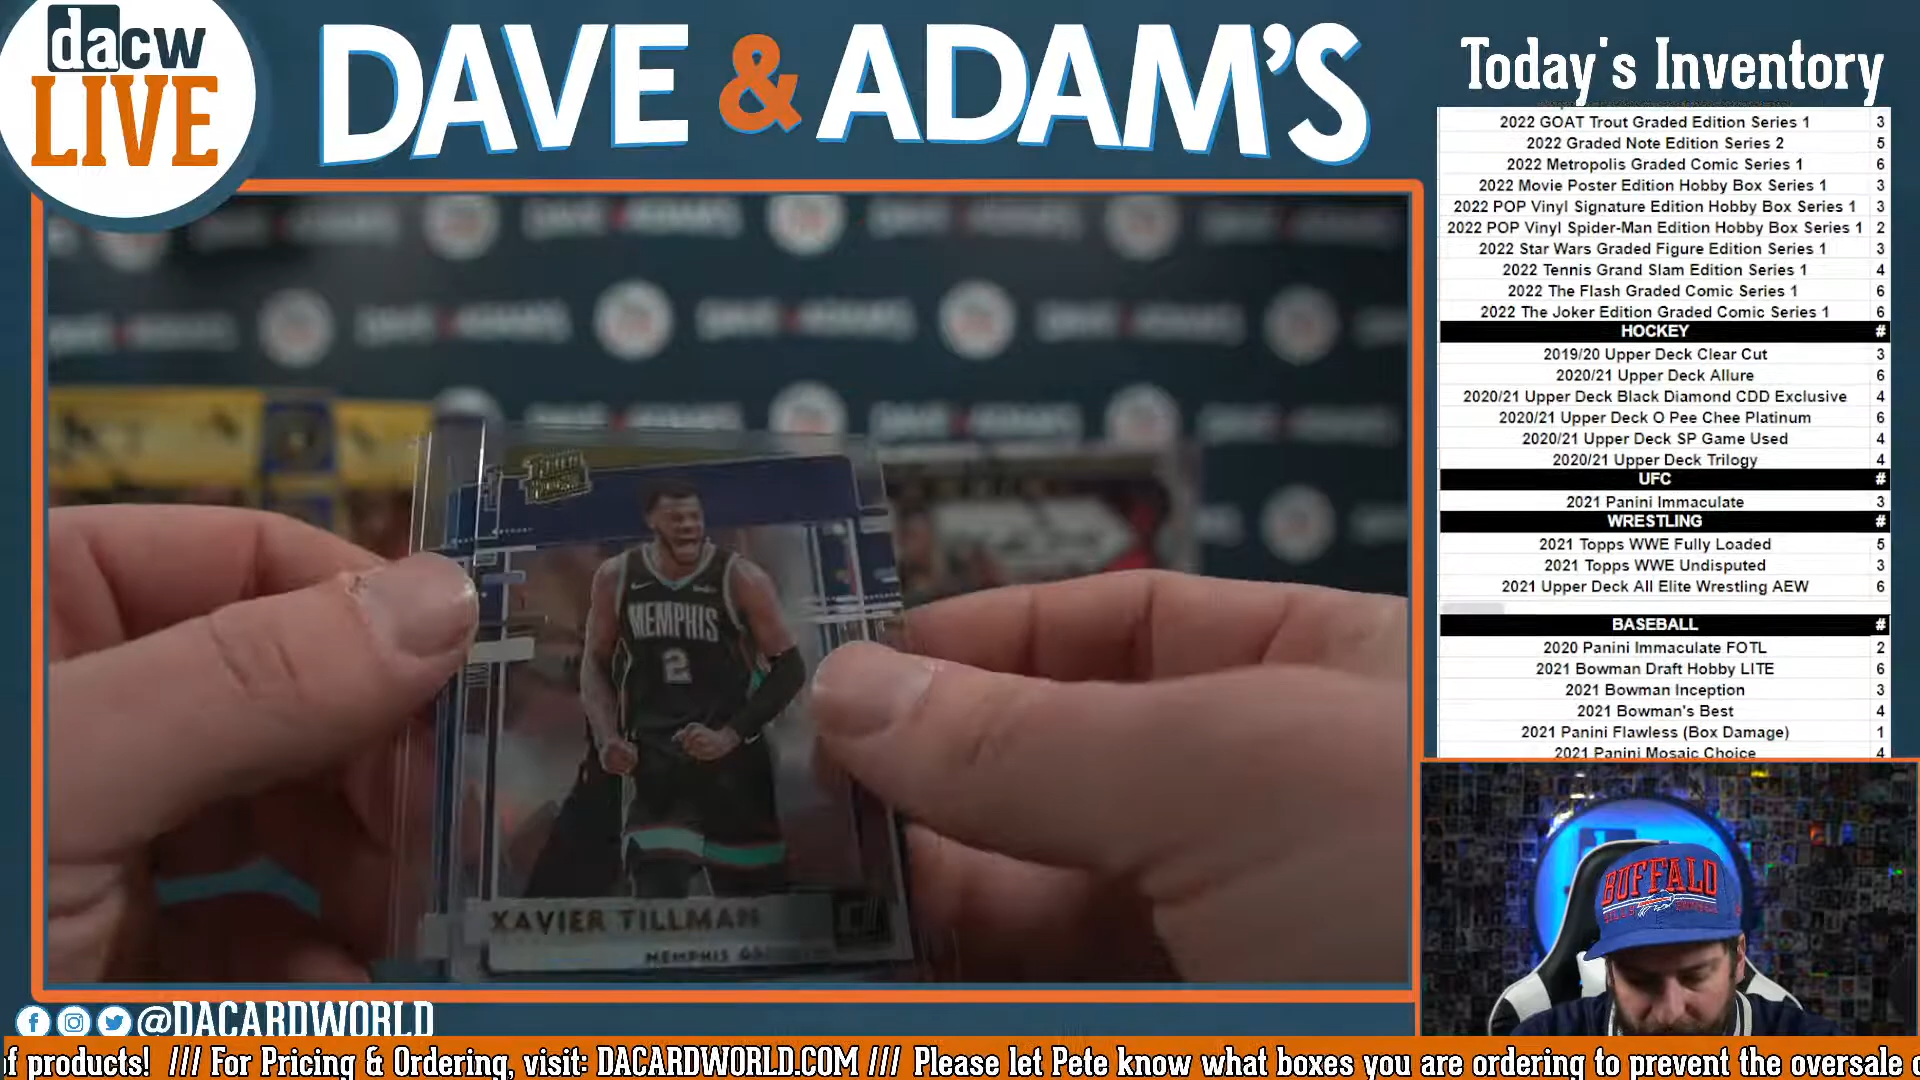 dacw
LIVE
DAVE & ADAM'S
Today's Inventory
2022 GOAT Trout Graded Edition Series 1 3
2022 Graded Note Edition Series 2 5
2022 Metropolis Graded Comic Series 1 6
2022 Movie Poster Edition Hobby Box Series 1 3
2022 POP Vinyl Signature Edition Hobby Box Series 1 3
2022 POP Vinyl Spider-Man Edition Hobby Box Series 1 2
2022 Star Wars Graded Figure Edition Series 1 3
2022 Tennis Grand Slam Edition Series 1 4
2022 The Flash Graded Comic Series 1 6
2022 The Joker Edition Graded Comic Series 1 6
HOCKEY #
2019/20 Upper Deck Clear Cut 3
2020/21 Upper Deck Allure 6
2020/21 Upper Deck Black Diamond CDD Exclusive 4
2020/21 Upper Deck O Pee Chee Platinum 6
2020/21 Upper Deck SP Game Used 4
2020/21 Upper Deck Trilogy 4
UFC #
2021 Panini Immaculate 3
WRESTLING #
2021 Topps WWE Fully Loaded 5
2021 Topps WWE Undisputed 3
2021 Upper Deck All Elite Wrestling AEW 6
BASEBALL #
2020 Panini Immaculate FOTL 2
2021 Bowman Draft Hobby LITE 6
2021 Bowman Inception 3
2021 Bowman's Best 4
2021 Panini Flawless (Box Damage) 1
2021 Panini Mosaic Choice 4
MEMPHIS
2
XAVIER TILLMAN
MEMPHIS
BUFFALO
@DACARDWORLD
of products! /// For Pricing & Ordering, visit: DACARDWORLD.COM /// Please let Pete know what boxes you are ordering to prevent the oversale